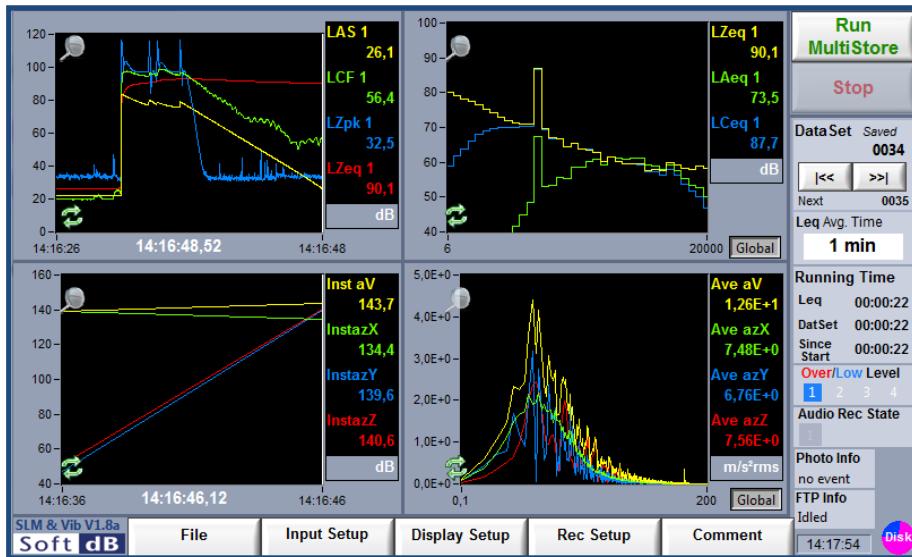 120
100
80
60
40
20
0
14:16:26
14:16:48,52
14:16:48
LAS 1
26,1
LCF 1
56,4
LZpk 1
32,5
LZeq 1
90,1
dB
100
90
80
70
60
50
40
6
20000
LZeq 1
90,1
LAeq 1
73,5
LCeq 1
87,7
dB
Global
160
140
120
100
80
60
40
14:16:36
14:16:46,12
14:16:46
Inst aV
143,7
InstazX
134,4
InstazY
139,6
InstazZ
140,6
dB
5,0E+0
4,0E+0
3,0E+0
2,0E+0
1,0E+0
0,0E+0
0,1
200
Ave aV
1,26E+1
Ave azX
7,48E+0
Ave azY
6,76E+0
Ave azZ
7,56E+0
m/s²rms
Global
Run
MultiStore
Stop
DataSet Saved
0034
|<< >>|
Next 0035
Leq Avg. Time
1 min
Running Time
Leq 00:00:22
DatSet 00:00:22
Since
Start 00:00:22
Over/Low Level
1 2 3 4
Audio Rec State
1
Photo Info
no event
FTP Info
Idled
14:17:54
Disk
SLM & Vib V1.8a
Soft dB
File
Input Setup
Display Setup
Rec Setup
Comment